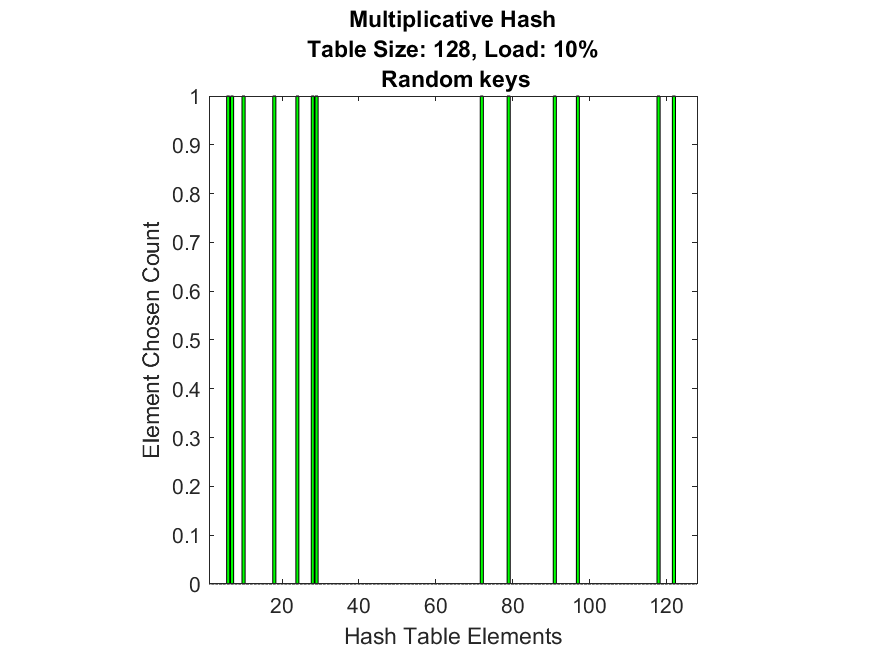 Multiplicative Hash
Table Size: 128, Load: 10%
Random keys
1
0.9
0.8
0.7
0.6
0.5
0.4
0.3
0.2
0.1
0
Element Chosen Count
20 40 60 80 100 120
Hash Table Elements